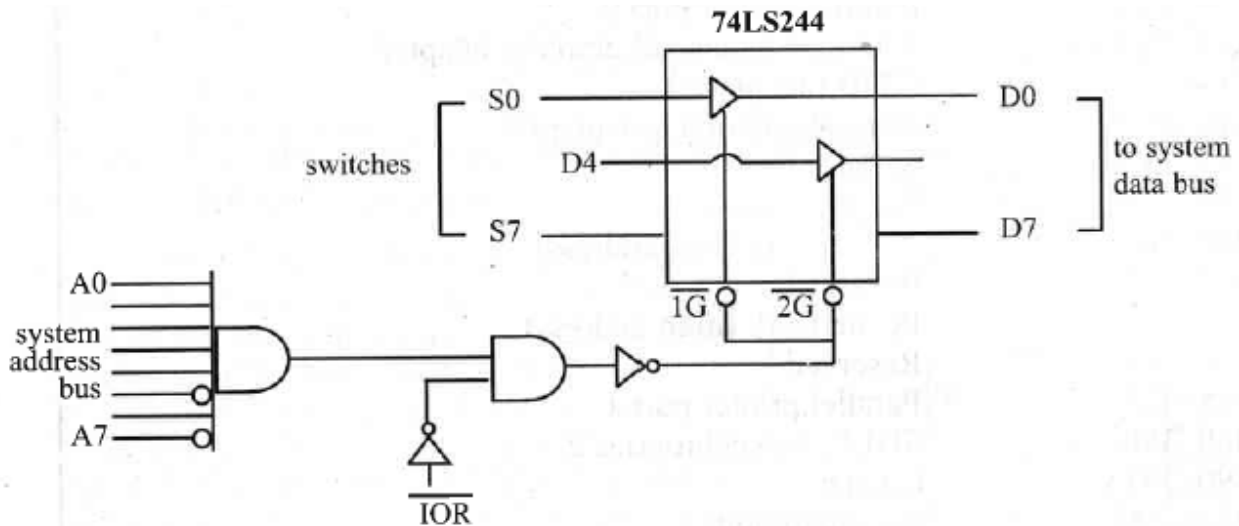 74LS244
S0
D0
switches
D4
to system
data bus
S7
D7
A0
1G
2G
system
address
bus
A7
IOR